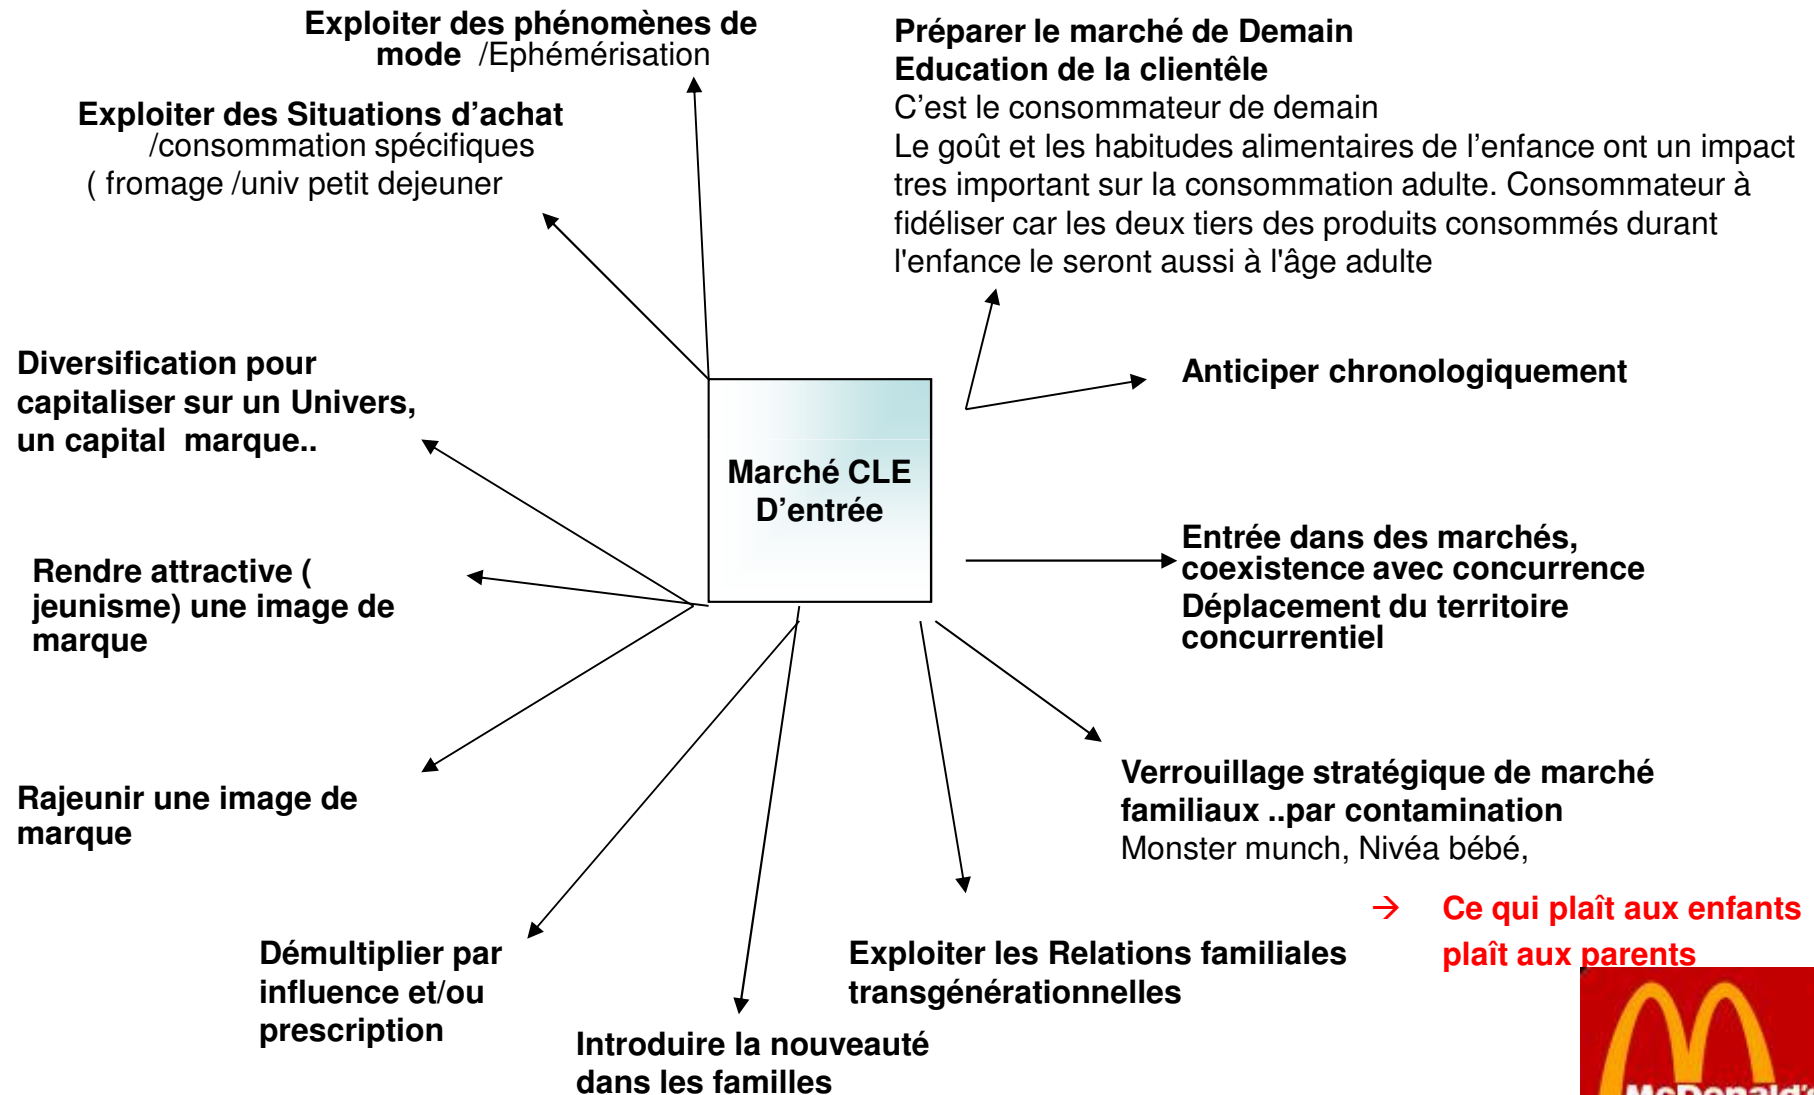 Exploiter des phénomènes de
mode /Ephémérisation
Préparer le marché de Demain
Education de la clientêle
C'est le consommateur de demain
Le goût et les habitudes alimentaires de l'enfance ont un impact
tres important sur la consommation adulte. Consommateur à
fidéliser car les deux tiers des produits consommés durant
l'enfance le seront aussi à l'âge adulte
Exploiter des Situations d'achat
/consommation spécifiques
( fromage /univ petit dejeuner
Diversification pour
capitaliser sur un Univers,
un capital marque..
Anticiper chronologiquement
Marché CLE
D'entrée
Rendre attractive (
jeunisme) une image de
marque
Entrée dans des marchés,
coexistence avec concurrence
Déplacement du territoire
concurrentiel
Rajeunir une image de
marque
Verrouillage stratégique de marché
familiaux ..par contamination
Monster munch, Nivéa bébé,
→ Ce qui plaît aux enfants
plaît aux parents
Démultiplier par
influence et/ou
prescription
Exploiter les Relations familiales
transgénérationnelles
Introduire la nouveauté
dans les familles
McDonald's